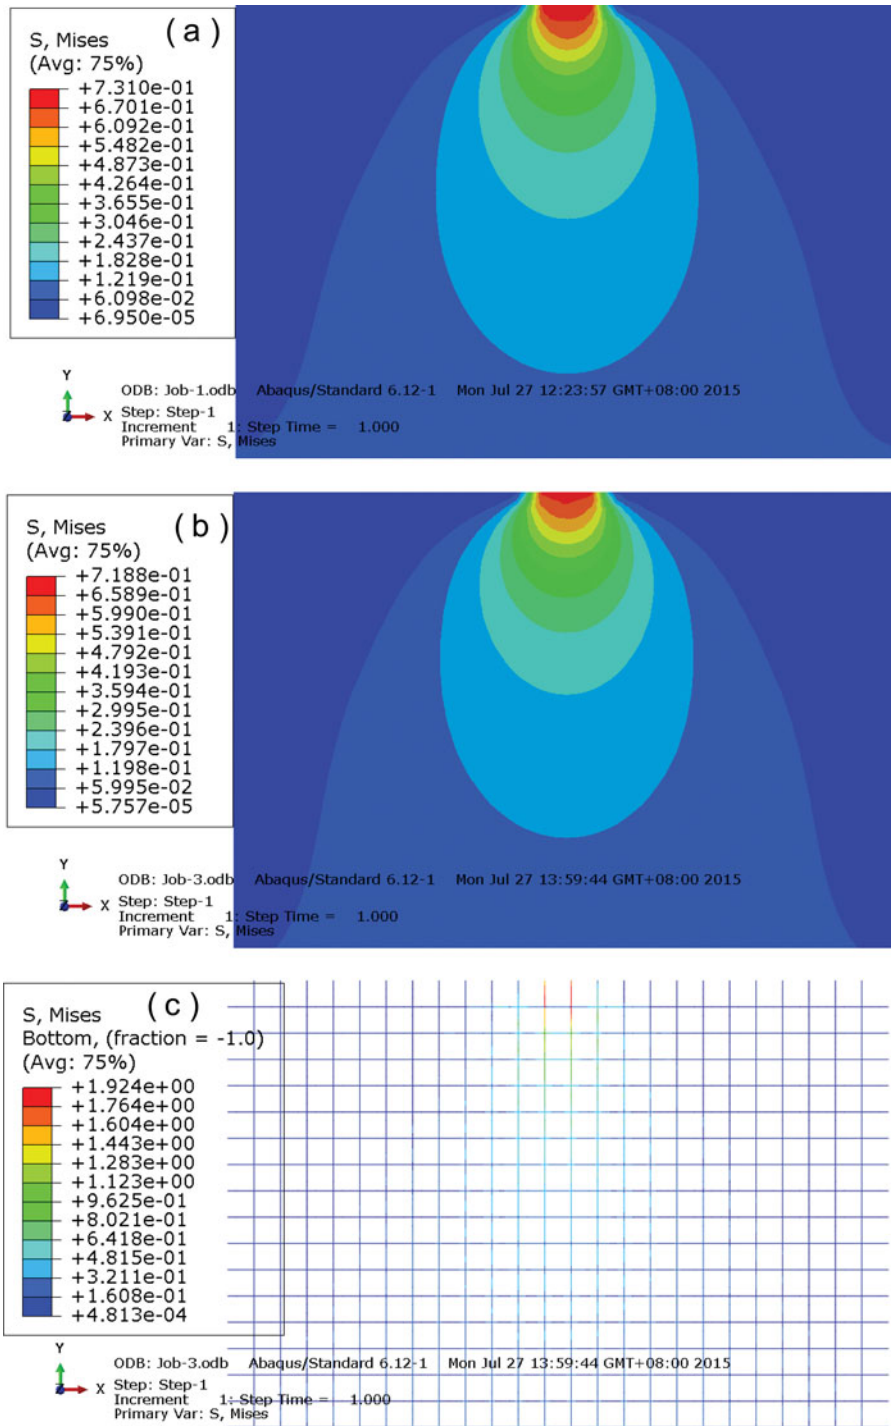 (a)
S, Mises
(Avg: 75%)
+7.310e-01
+6.701e-01
+6.092e-01
+5.482e-01
+4.873e-01
+4.264e-01
+3.655e-01
+3.046e-01
+2.437e-01
+1.828e-01
+1.219e-01
+6.098e-02
+6.950e-05
Y
Z
X
ODB: Job-1.odb Abaqus/Standard 6.12-1 Mon Jul 27 12:23:57 GMT+08:00 2015
Step: Step-1
Increment 1: Step Time = 1.000
Primary Var: S, Mises
(b)
S, Mises
(Avg: 75%)
+7.188e-01
+6.589e-01
+5.990e-01
+5.391e-01
+4.792e-01
+4.193e-01
+3.594e-01
+2.995e-01
+2.396e-01
+1.797e-01
+1.198e-01
+5.995e-02
+5.757e-05
Y
Z
X
ODB: Job-3.odb Abaqus/Standard 6.12-1 Mon Jul 27 13:59:44 GMT+08:00 2015
Step: Step-1
Increment 1: Step Time = 1.000
Primary Var: S, Mises
(c)
S, Mises
Bottom, (fraction = -1.0)
(Avg: 75%)
+1.924e+00
+1.764e+00
+1.604e+00
+1.443e+00
+1.283e+00
+1.123e+00
+9.625e-01
+8.021e-01
+6.418e-01
+4.815e-01
+3.211e-01
+1.608e-01
+4.813e-04
Y
Z
X
ODB: Job-3.odb Abaqus/Standard 6.12-1 Mon Jul 27 13:59:44 GMT+08:00 2015
Step: Step-1
Increment 1: Step Time = 1.000
Primary Var: S, Mises